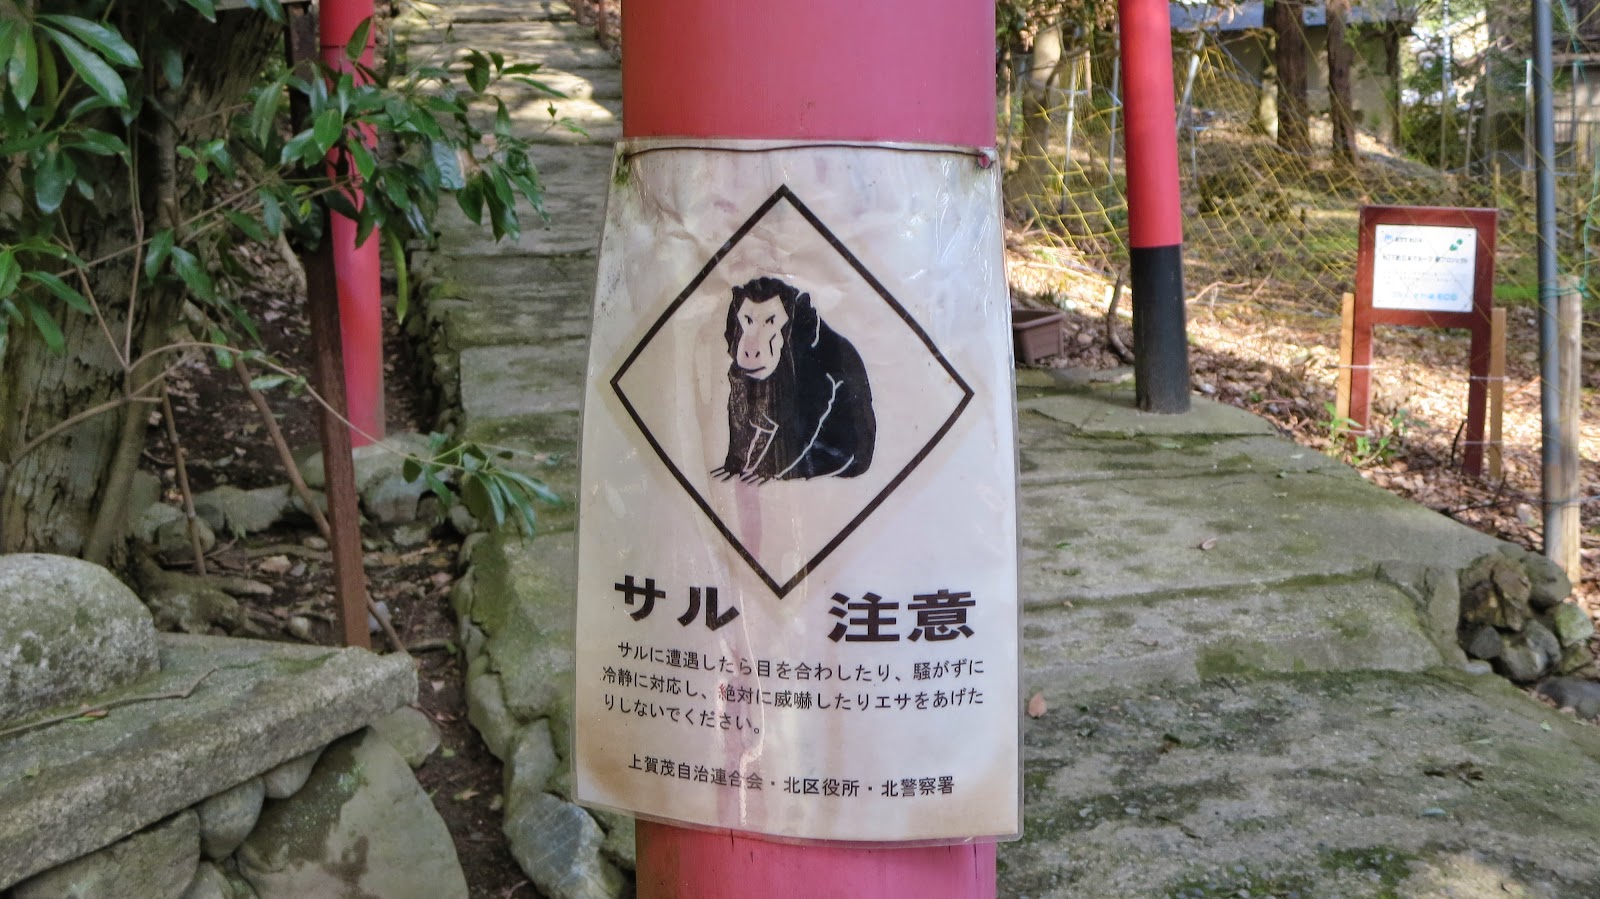 サル 注意
サルに遭遇したら目を合わしたり、騒がずに
冷静に対応し、絶対に威嚇したりエサをあげた
りしないでください。
上賀茂自治連合会・北区役所・北警察署